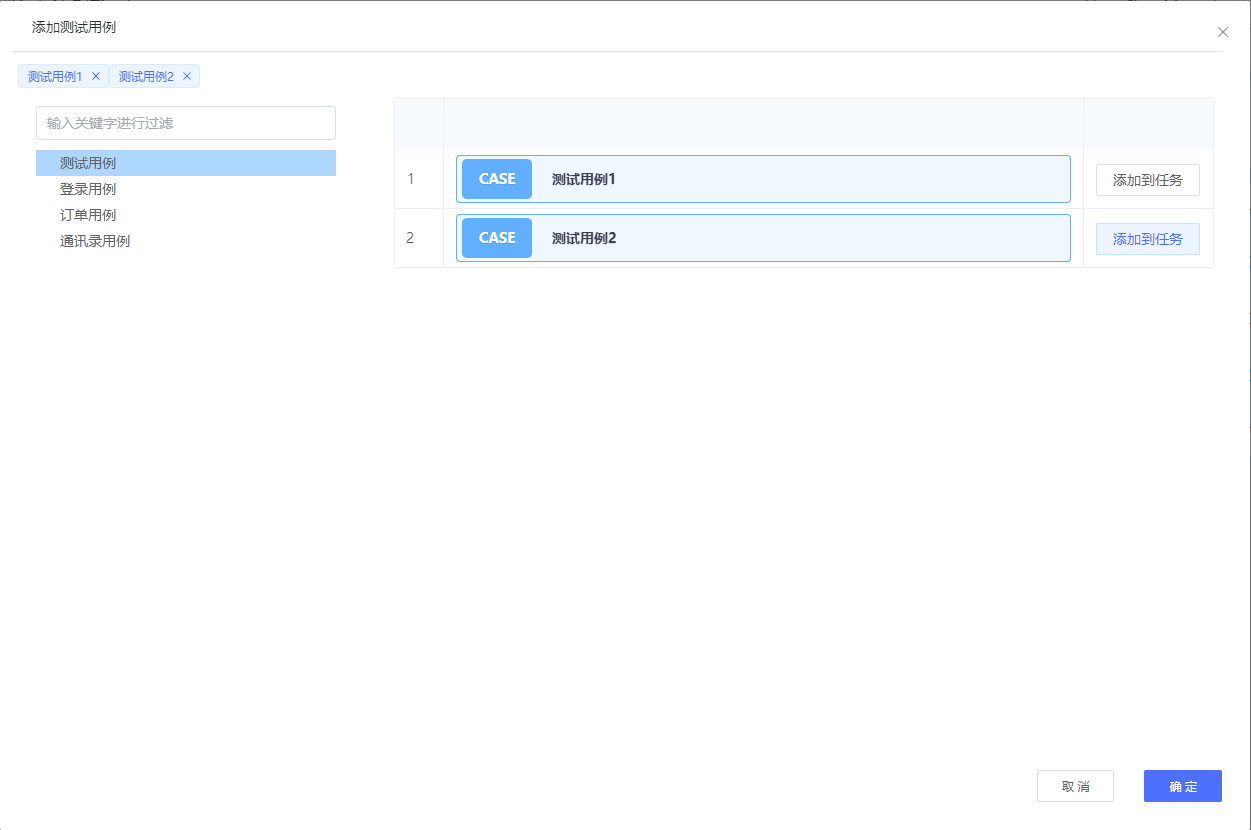 添加测试用例
测试用例1 测试用例2
输入关键字进行过滤
测试用例
登录用例
订单用例
通讯录用例
1 CASE 测试用例1 添加到任务
2 CASE 测试用例2 添加到任务
取 消 确 定